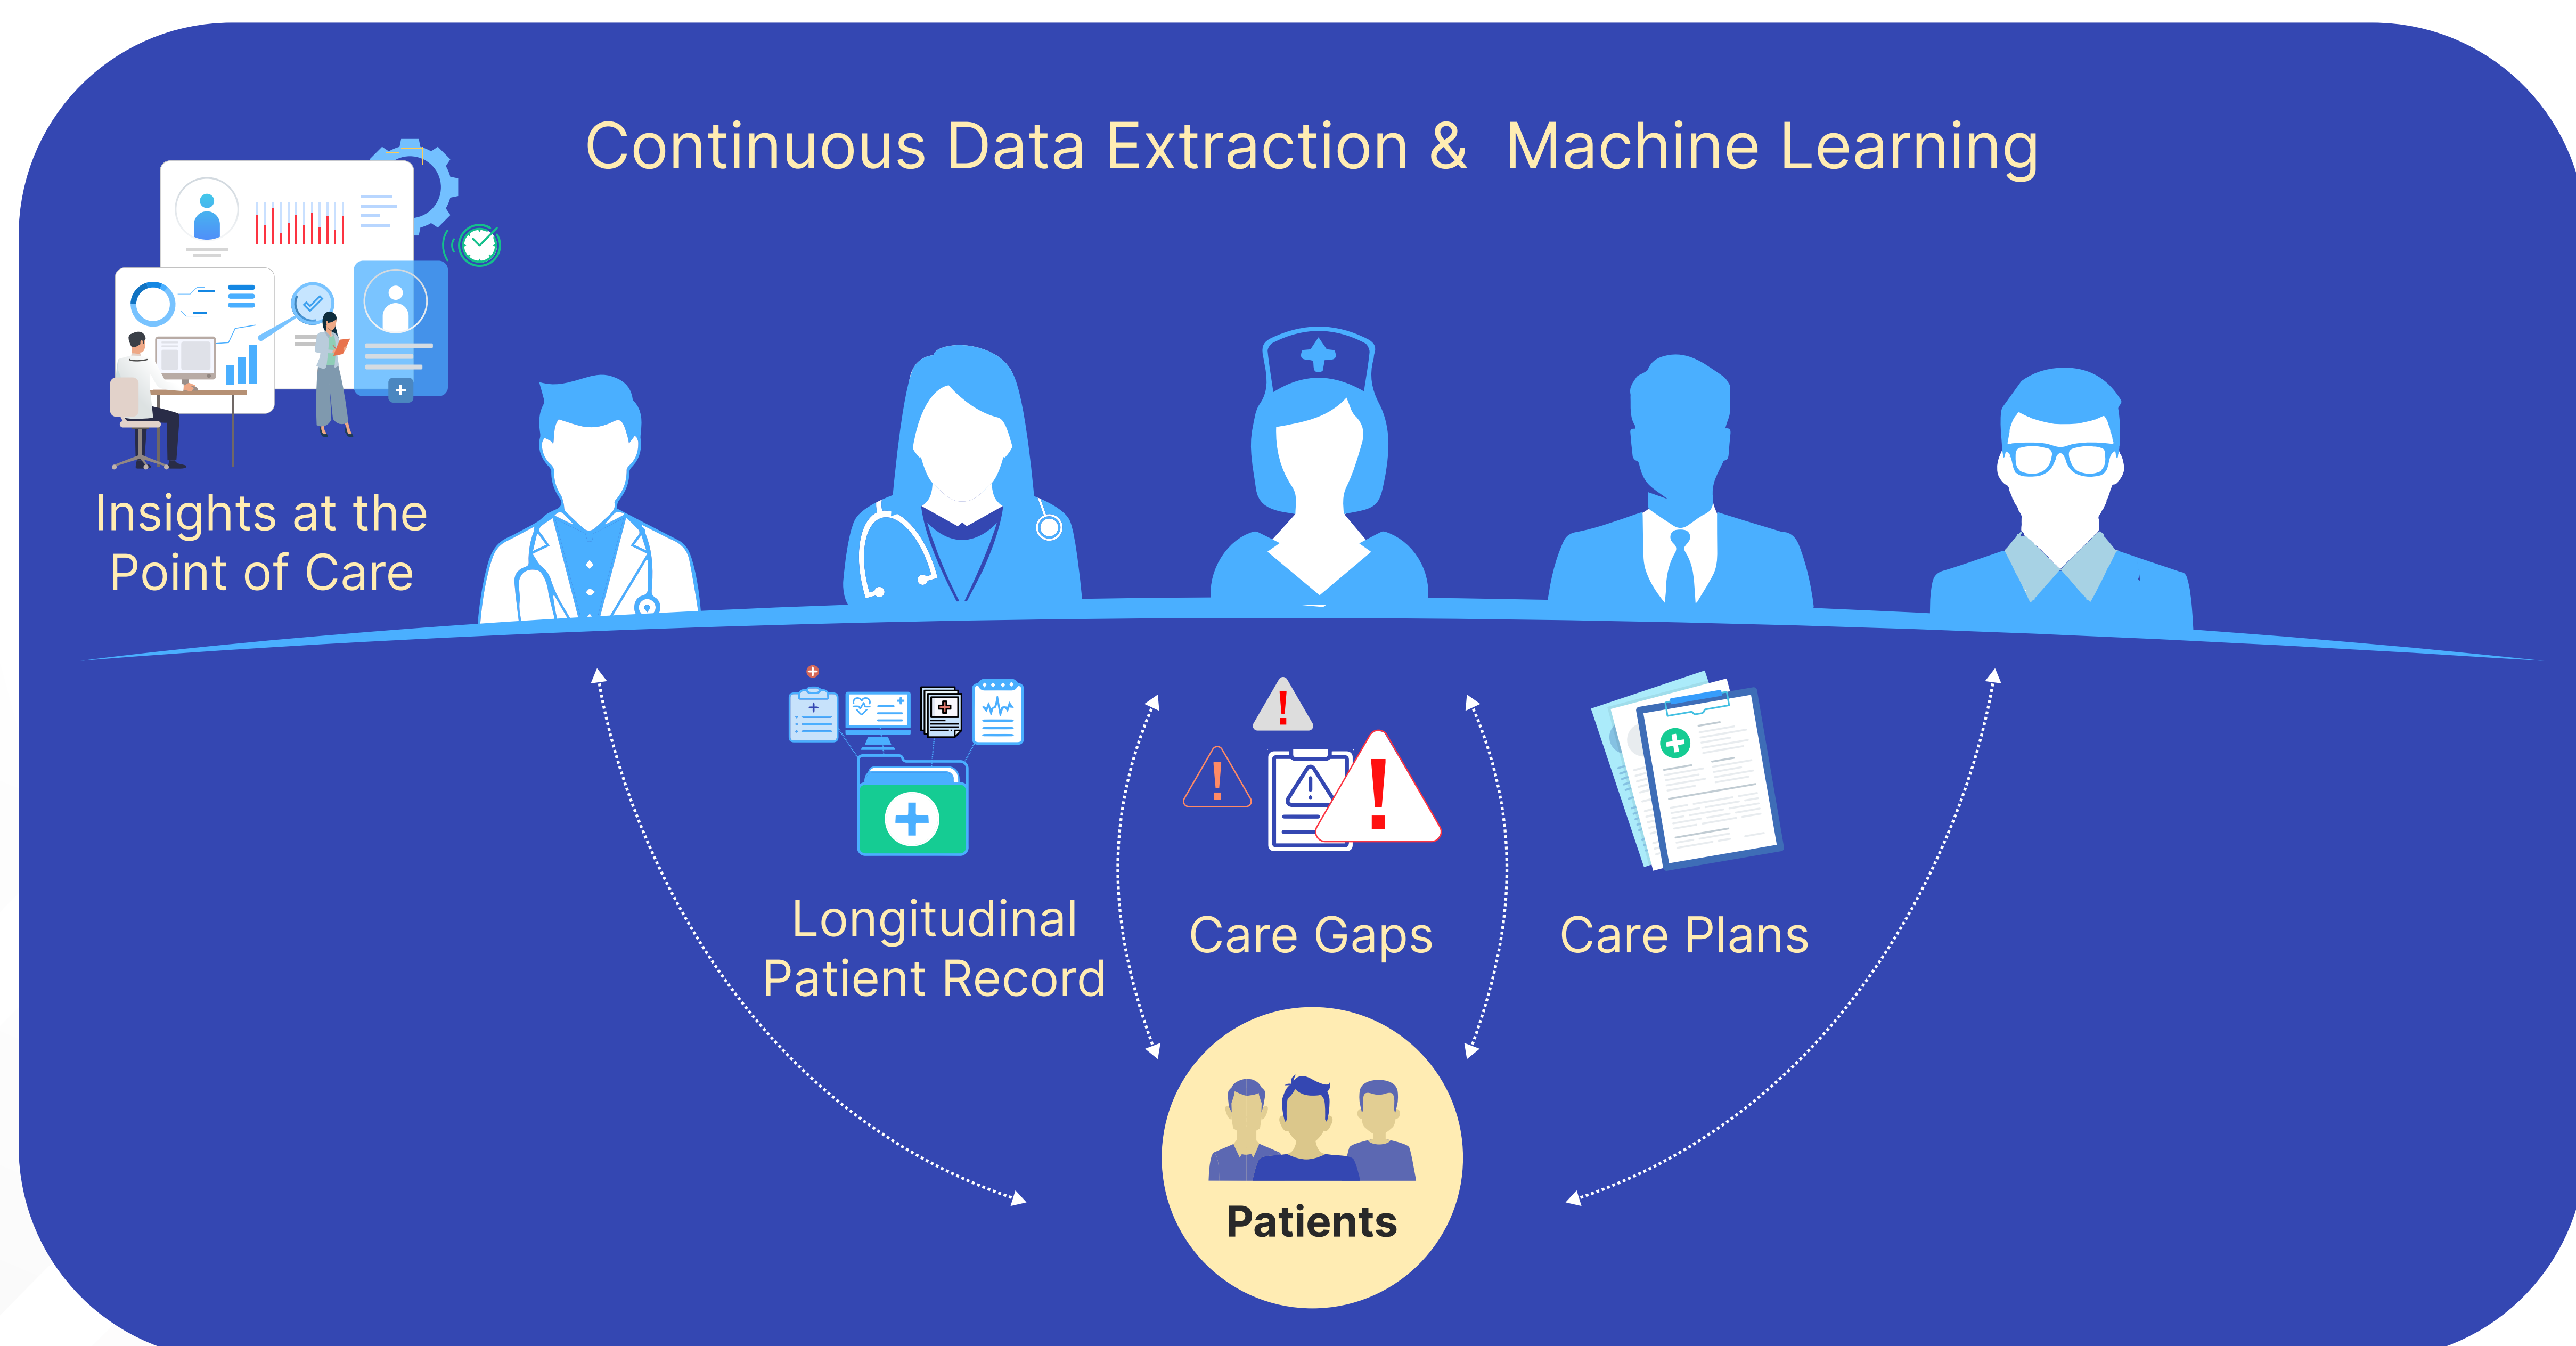 Continuous Data Extraction &  Machine Learning
Insights at the
Point of Care
Longitudinal
Patient Record
Care Gaps
Care Plans
Patients